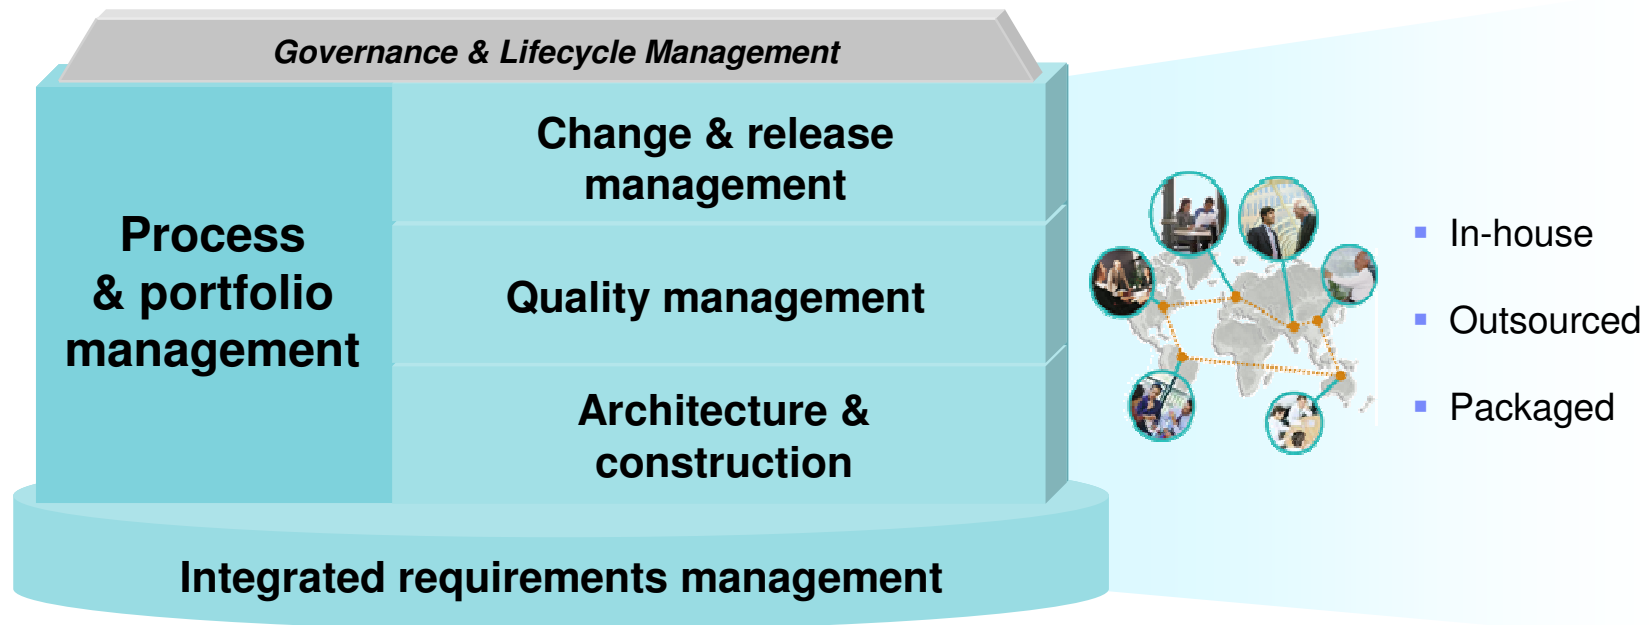 Governance & Lifecycle Management
Process
& portfolio
management
Change & release
management
Quality management
Architecture &
construction
Integrated requirements management
In-house
Outsourced
Packaged